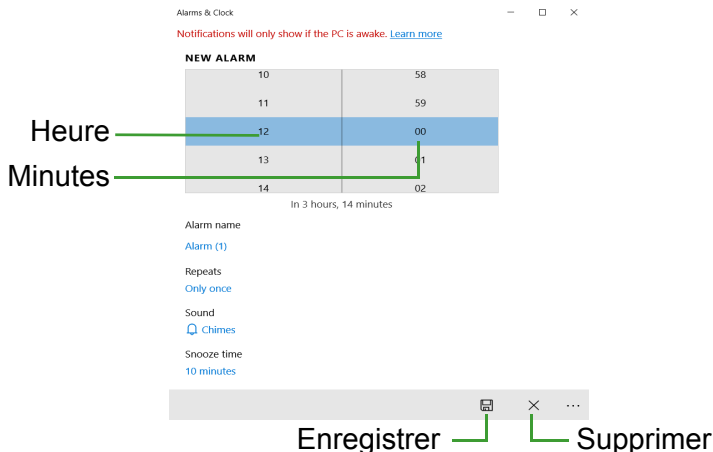 Alarms & Clock
Notifications will only show if the PC is awake. Learn more
NEW ALARM
10 58
11 59
Heure 12 00
13 01
Minutes
14 02
In 3 hours, 14 minutes
Alarm name
Alarm (1)
Repeats
Only once
Sound
Chimes
Snooze time
10 minutes
Enregistrer Supprimer